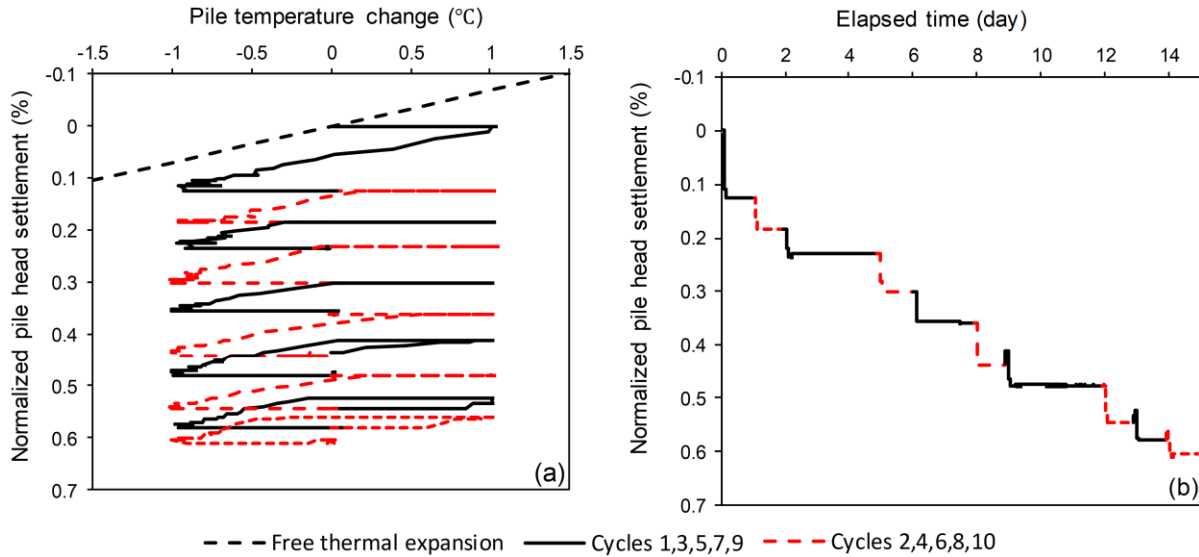 Pile temperature change (℃)
-1.5 -1 -0.5 0 0.5 1 1.5
Normalized pile head settlement (%)
-0.1
0
0.1
0.2
0.3
0.4
0.5
0.6
0.7
(a)
Elapsed time (day)
0 2 4 6 8 10 12 14
Normalized pile head settlement (%)
-0.1
0
0.1
0.2
0.3
0.4
0.5
0.6
0.7
(b)
Free thermal expansion Cycles 1,3,5,7,9 Cycles 2,4,6,8,10